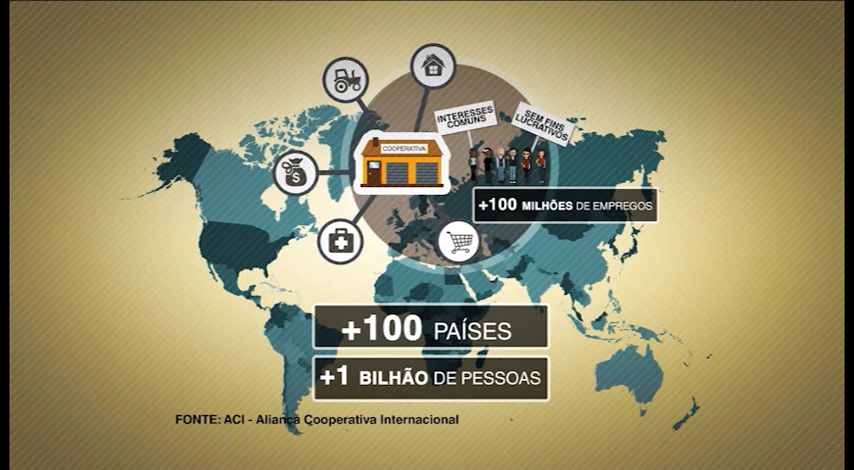 INTERESSES
COMUNS
SEM FINS
LUCRATIVOS
COOPERATIVA
$
+100 MILHÕES DE EMPREGOS
+100 PAÍSES
+1 BILHÃO DE PESSOAS
FONTE: ACI - Aliança Cooperativa Internacional